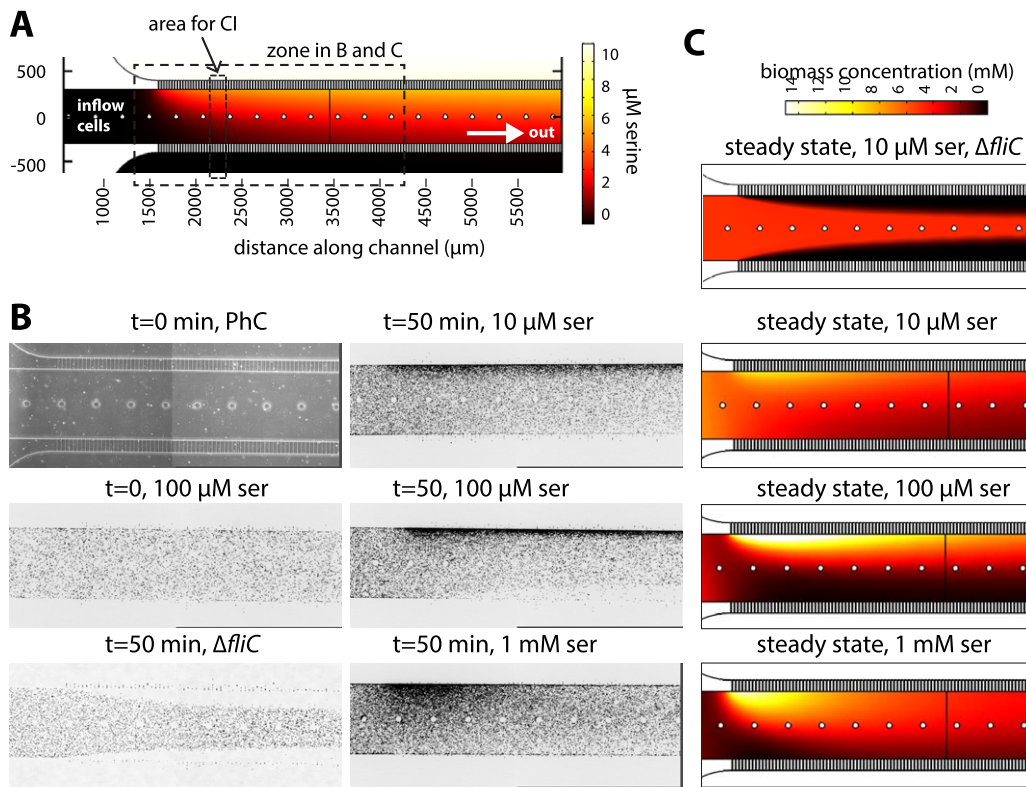 A
area for CI
zone in B and C
500
0
-500
inflow
cells
out
1000
1500
2000
2500
3000
3500
4000
4500
5000
5500
distance along channel (µm)
10
8
6
4
2
0
µM serine
C
biomass concentration (mM)
14
12
10
8
6
4
2
0
steady state, 10 µM ser, ΔfliC
B
t=0 min, PhC
t=50 min, 10 µM ser
steady state, 10 µM ser
t=0, 100 µM ser
t=50, 100 µM ser
steady state, 100 µM ser
t=50 min, ΔfliC
t=50 min, 1 mM ser
steady state, 1 mM ser